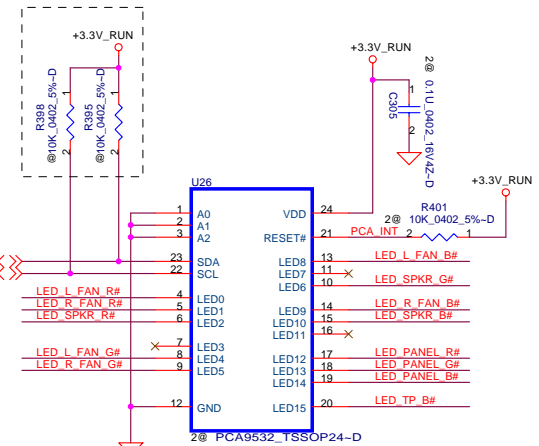 +3.3V_RUN
R398
@10K_0402_5%~D
1
2
R395
@10K_0402_5%~D
1
2
+3.3V_RUN
2@ 0.1U_0402_16V4Z~D
C305
1
2
+3.3V_RUN
R401
2@ 10K_0402_5%~D
PCA_INT 2 1
U26
1 A0 VDD 24
2 A1
3 A2 RESET# 21
23 SDA LED8 13 LED_L_FAN_B#
22 SCL LED7 11
LED6 10 LED_SPKR_G#
LED_L_FAN_R# 4 LED0
LED_R_FAN_R# 5 LED1 LED9 14 LED_R_FAN_B#
LED_SPKR_R# 6 LED2 LED10 15 LED_SPKR_B#
LED11 16
7 LED3
LED_L_FAN_G# 8 LED4 LED12 17 LED_PANEL_R#
LED_R_FAN_G# 9 LED5 LED13 18 LED_PANEL_G#
LED14 19 LED_PANEL_B#
12 GND LED15 20 LED_TP_B#
2@ PCA9532_TSSOP24~D